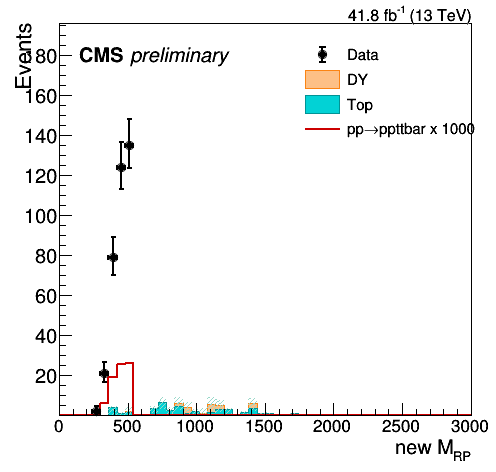 41.8 fb⁻¹ (13 TeV)
Events
CMS preliminary
Data
DY
Top
pp→ppttbar x 1000
180
160
140
120
100
80
60
40
20
0 500 1000 1500 2000 2500 3000
new M_RP